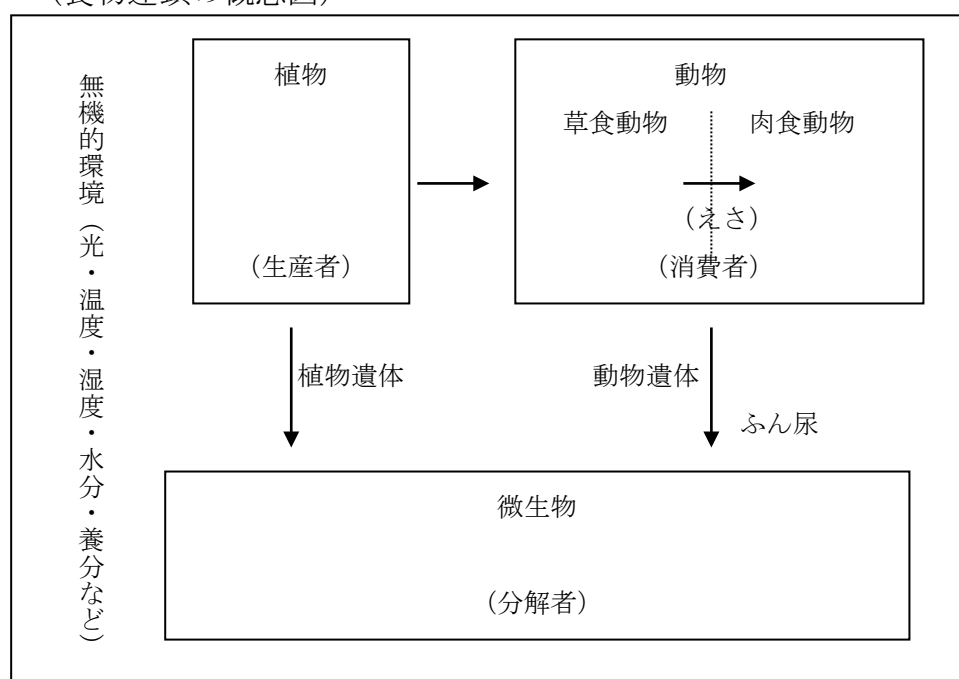 (食物連鎖の概念図)
無機的環境(光・温度・湿度・水分・養分など)
植物
(生産者)
動物
草食動物
肉食動物
(えさ)
(消費者)
植物遺体
動物遺体
ふん尿
微生物
(分解者)